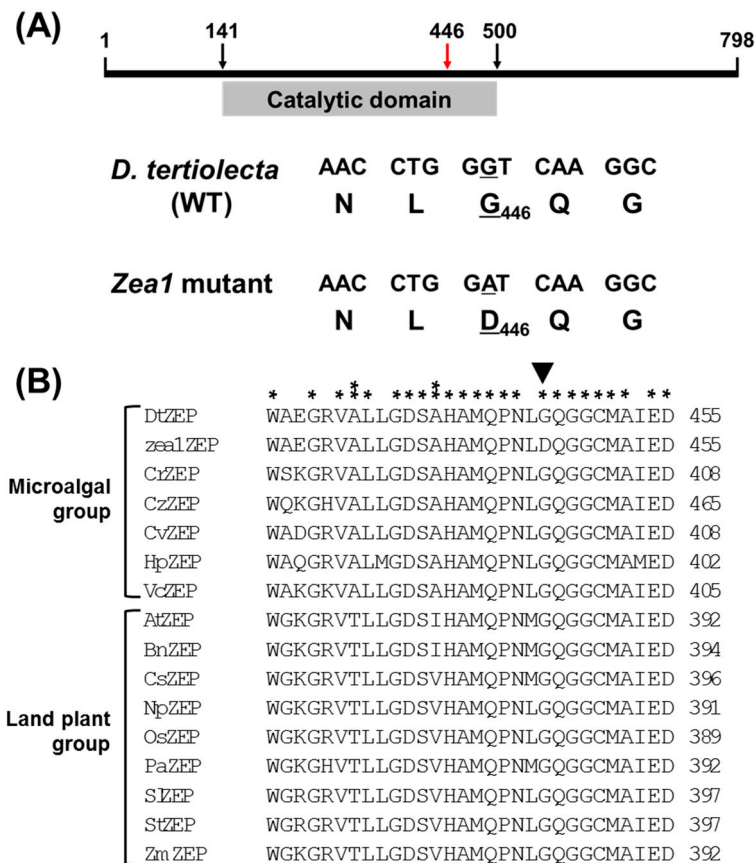 (A)
1 141 446 500 798
Catalytic domain
D. tertiolecta AAC CTG GGT CAA GGC
(WT) N L G446 Q G
Zea1 mutant AAC CTG GAT CAA GGC
N L D446 Q G
(B)
* * * * * * * * * * * * * * * * * * * * * * * * * * *
DtZEP WAEGRVALLGDSAHAMQPNLGQGGCMAIED 455
zea1ZEP WAEGRVALLGDSAHAMQPNLDQGGCMAIED 455
CrZEP WSKGRVALLGDSAHAMQPNLGQGGCMAIED 408
Microalgal
group
CzZEP WQKGHVALLGDSAHAMQPNLGQGGCMAIED 465
CvZEP WADGRVALLGDSAHAMQPNLGQGGCMAIED 408
HpZEP WAQGRVALMGDSAHAMQPNLGQGGCMAMED 402
VcZEP WAKGKVALLGDSAHAMQPNLGQGGCMAIED 405
AtZEP WGKGRVTLLGDSIHAMQPNMGQGGCMAIED 392
BnZEP WGKGRVTLLGDSIHAMQPNMGQGGCMAIED 394
CsZEP WGKGRVTLLGDSVHAMQPNMGQGGCMAIED 396
NpZEP WGKGRVTLLGDSVHAMQPNLGQGGCMAIED 391
Land plant
group
OsZEP WGKGRVTLLGDSVHAMQPNLGQGGCMAIED 389
PaZEP WGKGHVTLLGDSVHAMQPNMGQGGCMAIED 392
SlZEP WGRGRVTLLGDSVHAMQPNLGQGGCMAIED 397
StZEP WGRGRVTLLGDSVHAMQPNLGQGGCMAIED 397
ZmZEP WGKGRVTLLGDSVHAMQPNLGQGGCMAIED 392